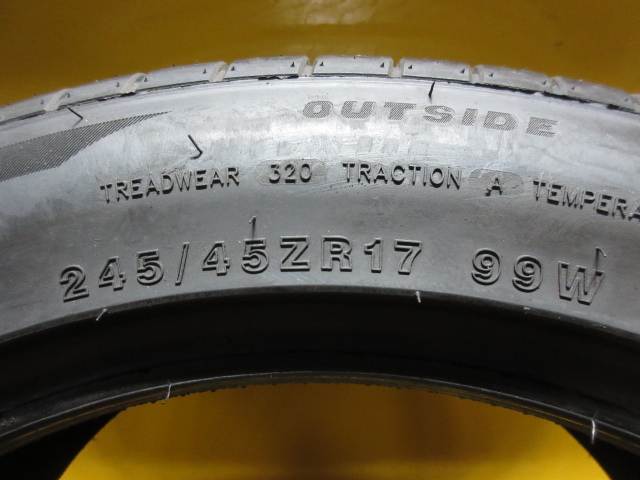 OUTSIDE
TREADWEAR 320 TRACTION A TEMPERA
245/45ZR17 99W